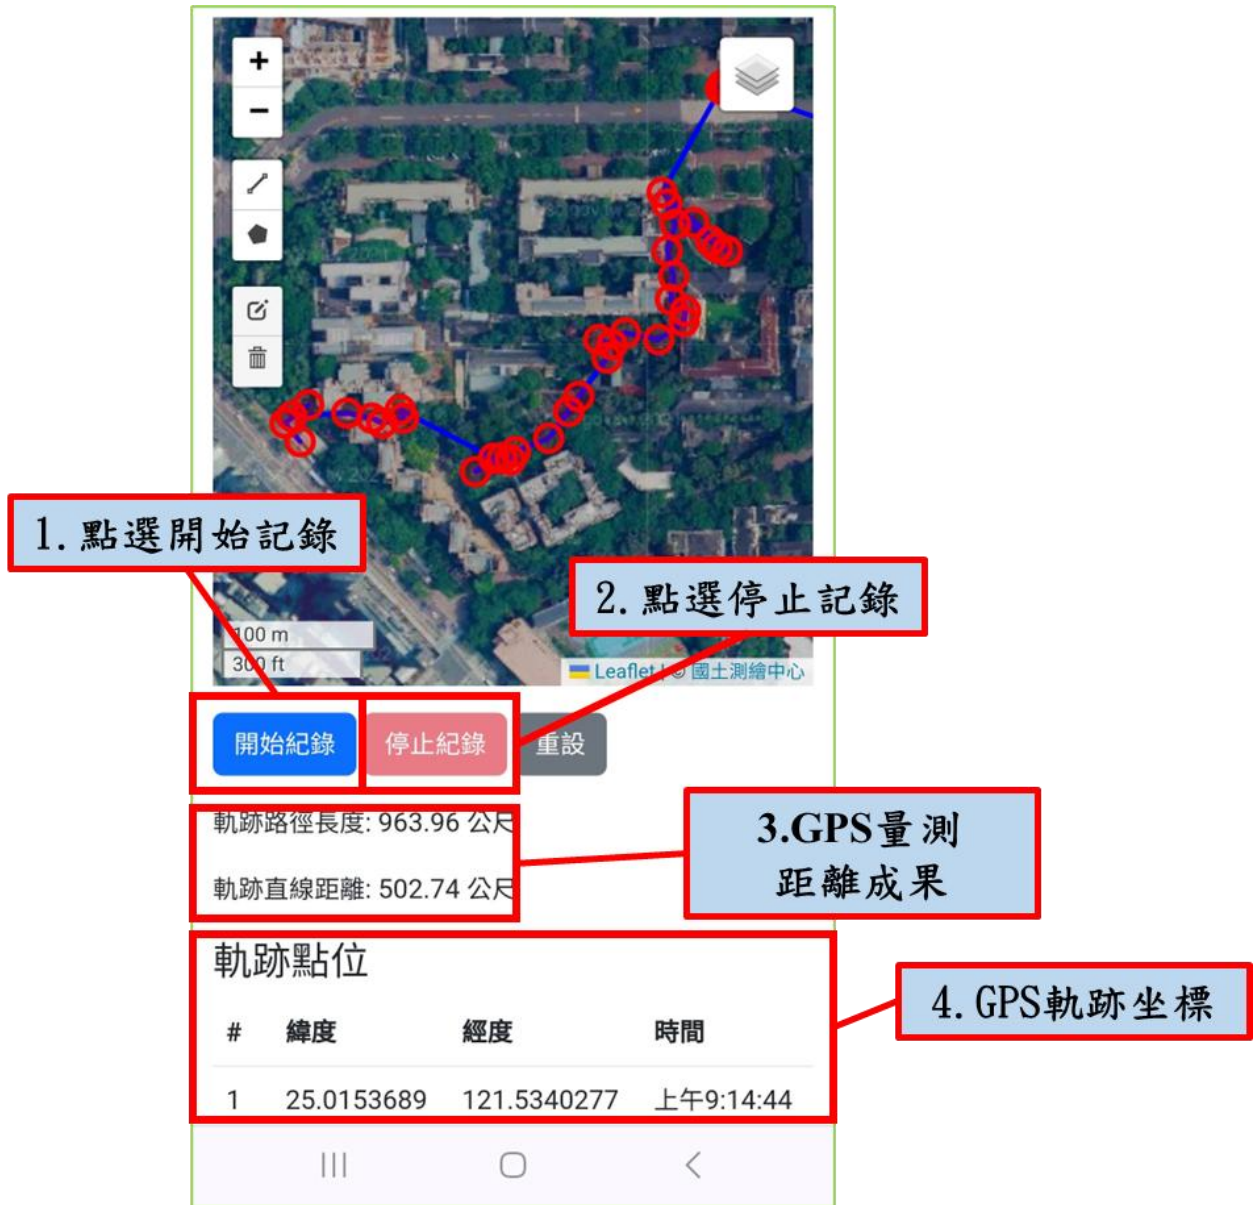 +
−
1. 點選開始記錄
2. 點選停止記錄
100 m
300 ft
Leaflet | © 國土測繪中心
開始紀錄
停止紀錄
重設
軌跡路徑長度: 963.96 公尺
軌跡直線距離: 502.74 公尺
3.GPS量測
距離成果
軌跡點位
4. GPS軌跡坐標
# 緯度 經度 時間
1 25.0153689 121.5340277 上午9:14:44